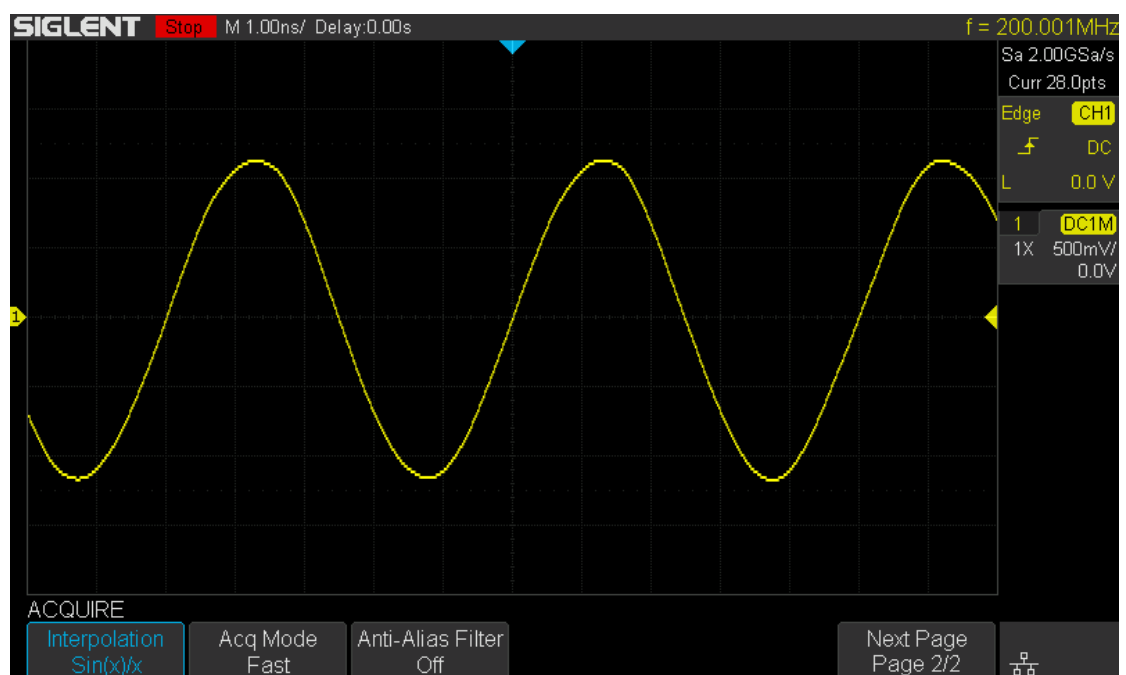 SIGLENT Stop M 1.00ns/ Delay:0.00s f = 200.001MHz
Sa 2.00GSa/s
Curr 28.0pts
Edge CH1
DC
L 0.0 V
1 DC1M
1X 500mV/
0.0V
1
ACQUIRE
Interpolation Acq Mode Anti-Alias Filter Next Page
Sin(x)/x Fast Off Page 2/2